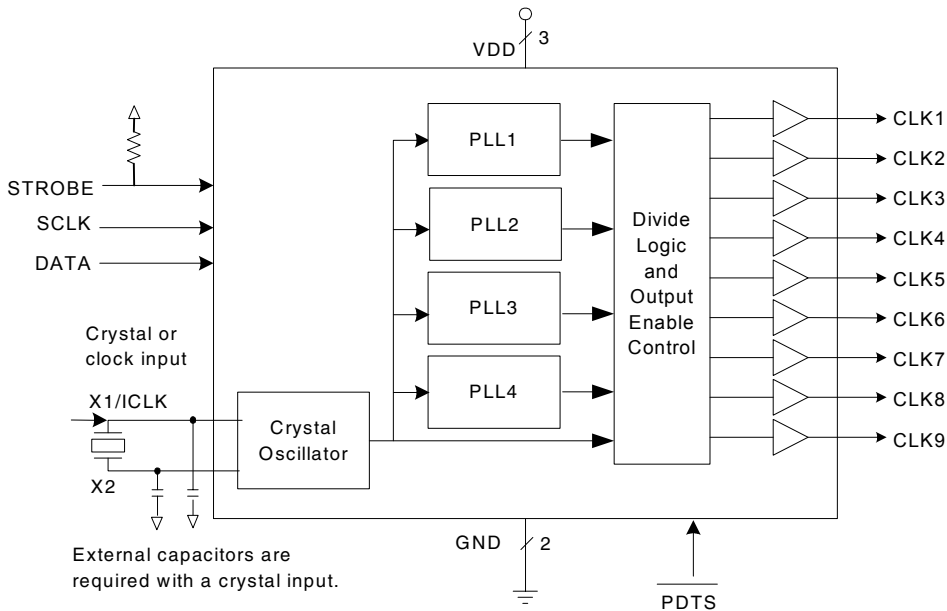 VDD
3
PLL1
PLL2
PLL3
PLL4
Divide
Logic
and
Output
Enable
Control
CLK1
CLK2
CLK3
CLK4
CLK5
CLK6
CLK7
CLK8
CLK9
STROBE
SCLK
DATA
Crystal or
clock input
X1/ICLK
X2
Crystal
Oscillator
External capacitors are
required with a crystal input.
GND
2
PDTS